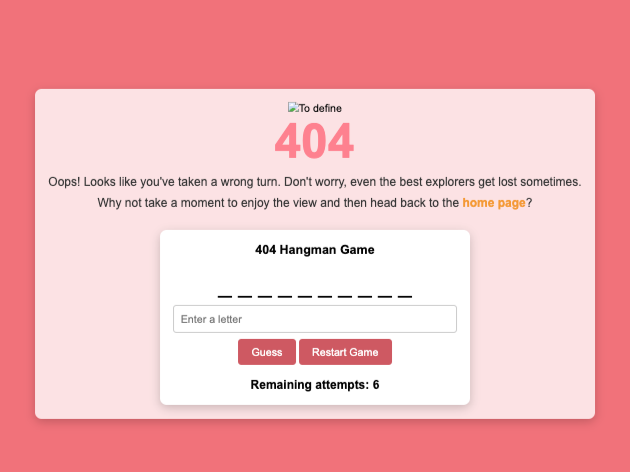 To define
404
Oops! Looks like you've taken a wrong turn. Don't worry, even the best explorers get lost sometimes.
Why not take a moment to enjoy the view and then head back to the home page?
404 Hangman Game
_ _ _ _ _ _ _ _ _ _
Enter a letter
Guess Restart Game
Remaining attempts: 6